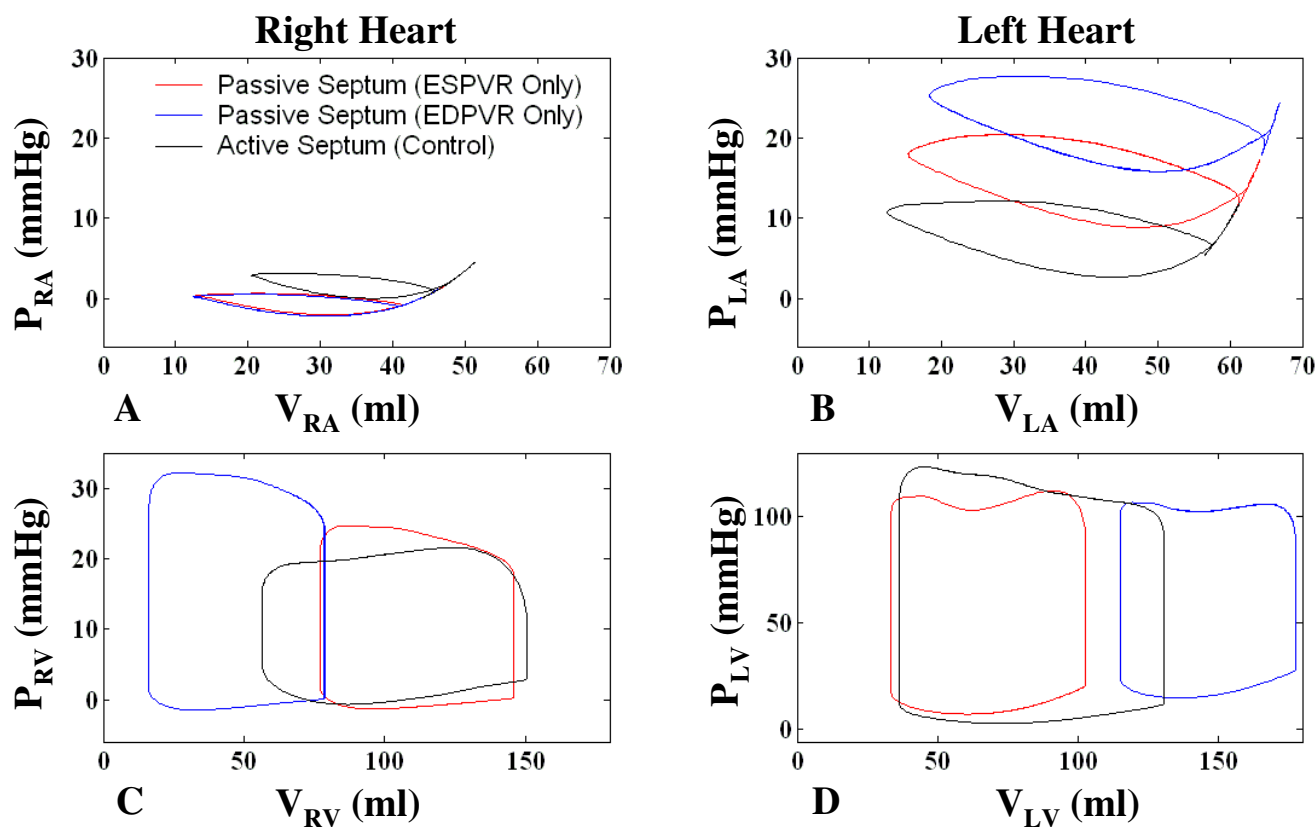 Right Heart
Left Heart
Passive Septum (ESPVR Only)
Passive Septum (EDPVR Only)
Active Septum (Control)
P_RA (mmHg)
30
20
10
0
0 10 20 30 40 50 60 70
A
V_RA (ml)
P_LA (mmHg)
30
20
10
0
0 10 20 30 40 50 60 70
B
V_LA (ml)
P_RV (mmHg)
30
20
10
0
0 50 100 150
C
V_RV (ml)
P_LV (mmHg)
100
50
0
0 50 100 150
D
V_LV (ml)